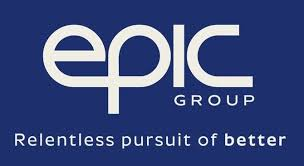 epic
GROUP
Relentless pursuit of better